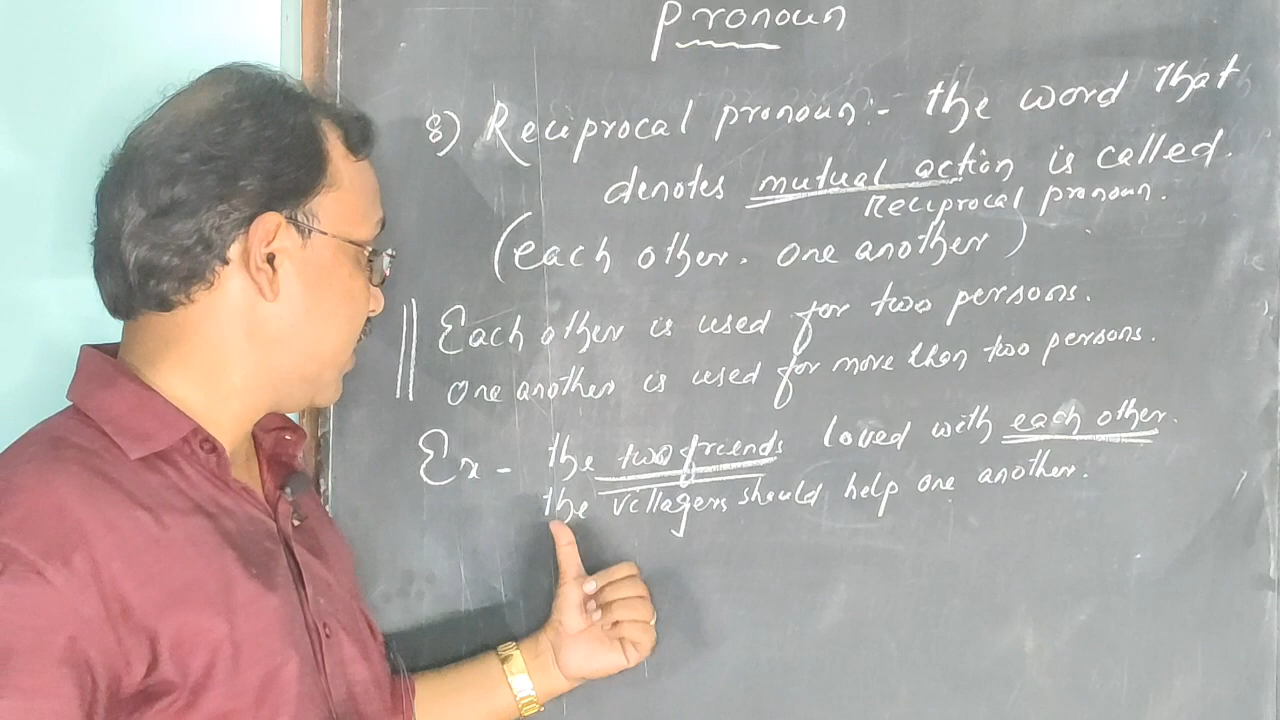 Pronoun
8) Reciprocal pronoun:- the word that
denotes mutual action is called.
Reciprocal pronoun.
(each other. one another)
Each other is used for two persons.
One another is used for more than two persons.
Ex- the two friends loved with each other.
the villagers should help one another.